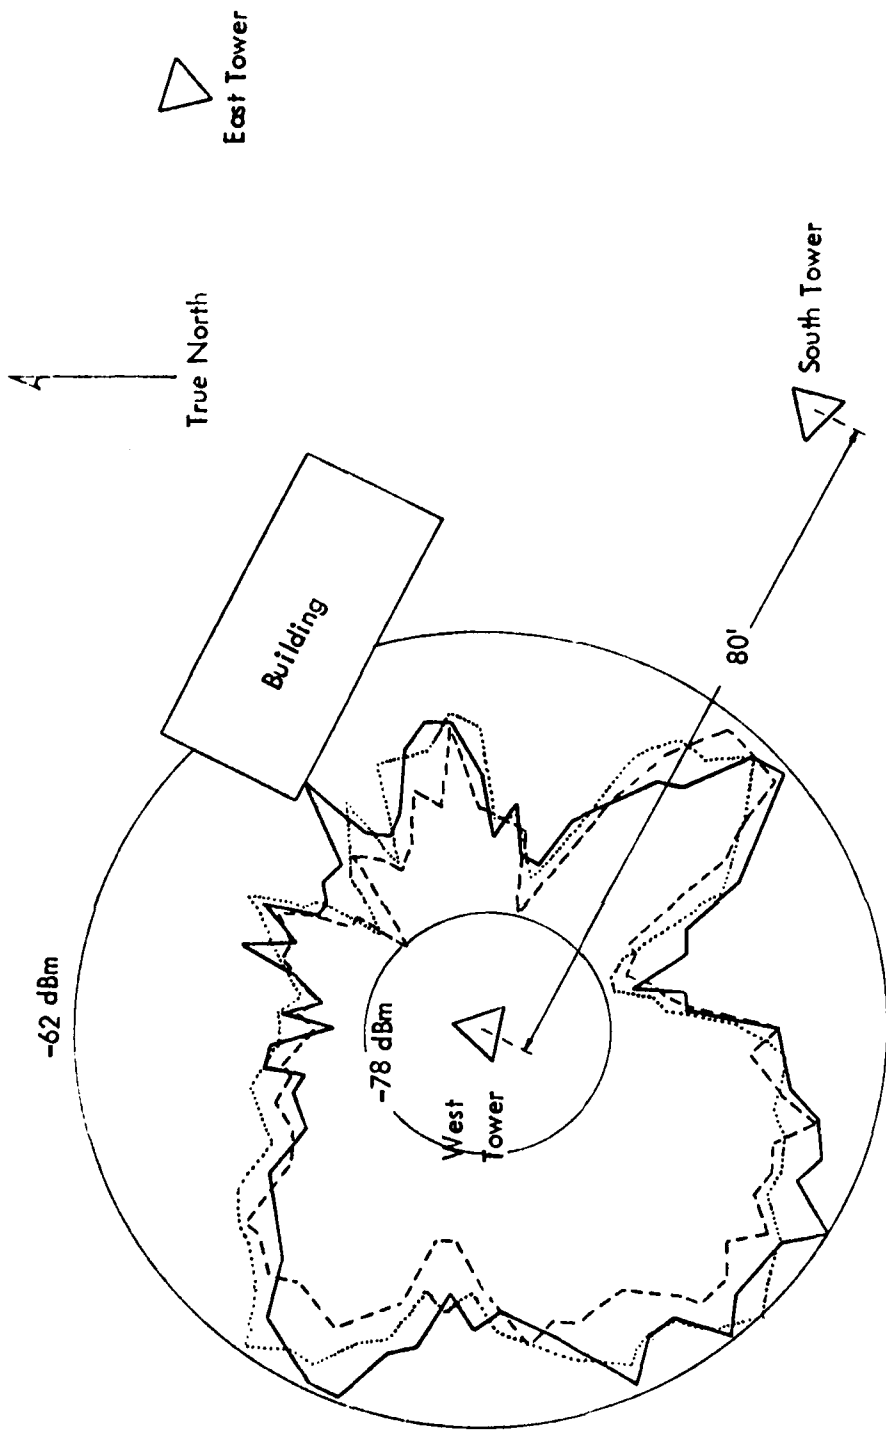 East Tower
True North
South Tower
Building
80'
-62 dBm
-78 dBm
West
Tower